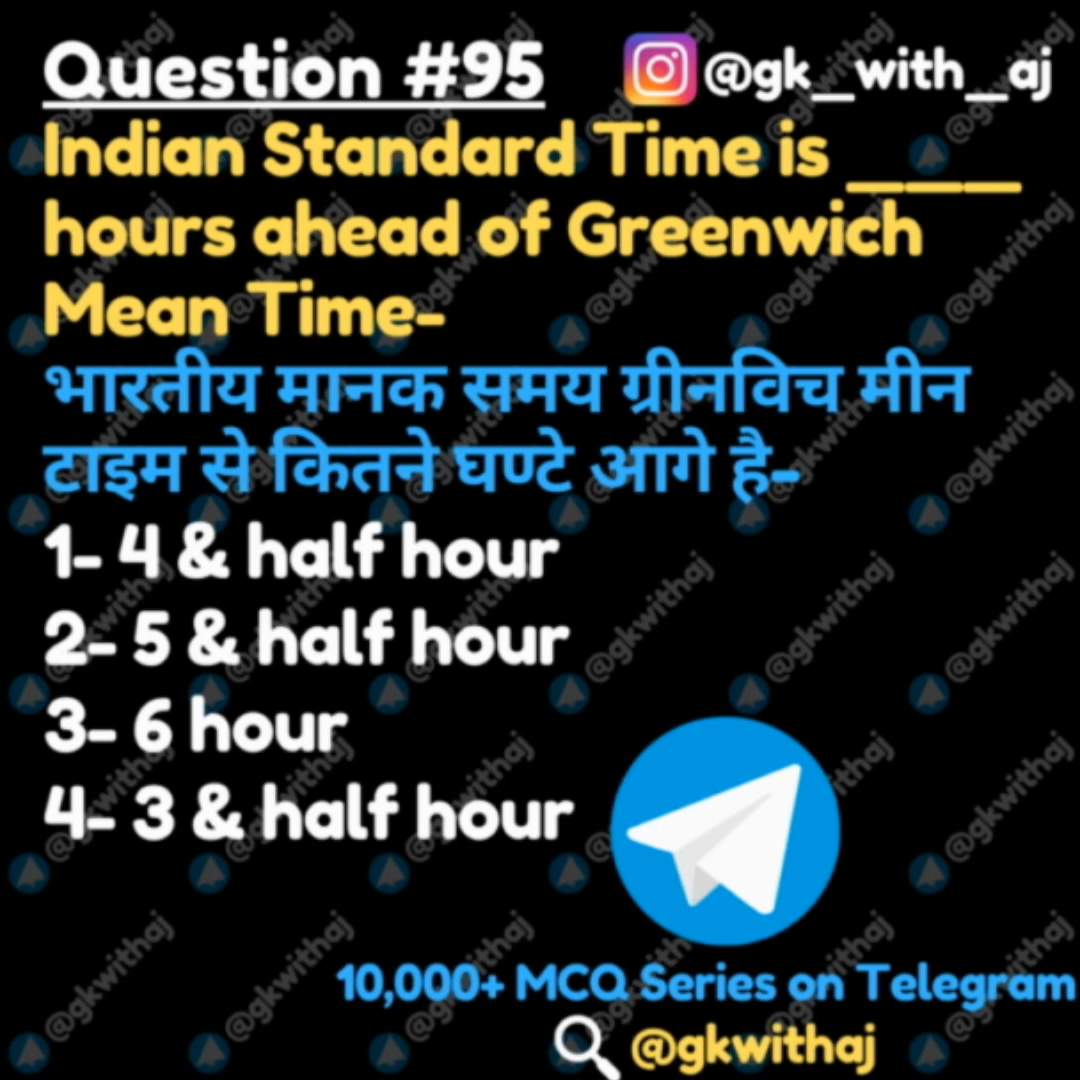 Question #95
@gk_with_aj
Indian Standard Time is ___
hours ahead of Greenwich
Mean Time-
भारतीय मानक समय ग्रीनविच मीन
टाइम से कितने घण्टे आगे है-
1- 4 & half hour
2- 5 & half hour
3- 6 hour
4- 3 & half hour
10,000+ MCQ Series on Telegram
@gkwithaj